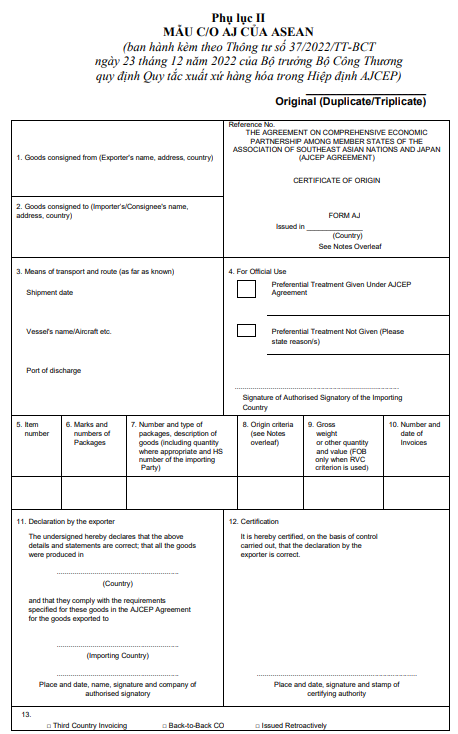 Phụ lục II
MẪU C/O AJ CỦA ASEAN
(ban hành kèm theo Thông tư số 37/2022/TT-BCT
ngày 23 tháng 12 năm 2022 của Bộ trưởng Bộ Công Thương
quy định Quy tắc xuất xứ hàng hóa trong Hiệp định AJCEP)
Original (Duplicate/Triplicate)
1. Goods consigned from (Exporter's name, address, country)
Reference No.
THE AGREEMENT ON COMPREHENSIVE ECONOMIC
PARTNERSHIP AMONG MEMBER STATES OF THE
ASSOCIATION OF SOUTHEAST ASIAN NATIONS AND JAPAN
(AJCEP AGREEMENT)
CERTIFICATE OF ORIGIN
2. Goods consigned to (Importer's/Consignee's name,
address, country)
FORM AJ
Issued in
(Country)
See Notes Overleaf
3. Means of transport and route (as far as known)
Shipment date
Vessel's name/Aircraft etc.
Port of discharge
4. For Official Use
Preferential Treatment Given Under AJCEP
Agreement
Preferential Treatment Not Given (Please
state reason/s)
Signature of Authorised Signatory of the Importing
Country
5. Item
number
6. Marks and
numbers of
Packages
7. Number and type of
packages, description of
goods (including quantity
where appropriate and HS
number of the importing
Party)
8. Origin criteria
(see Notes
overleaf)
9. Gross
weight
or other quantity
and value (FOB
only when RVC
criterion is used)
10. Number and
date of
Invoices
11. Declaration by the exporter
The undersigned hereby declares that the above
details and statements are correct; that all the goods
were produced in
(Country)
and that they comply with the requirements
specified for these goods in the AJCEP Agreement
for the goods exported to
(Importing Country)
Place and date, name, signature and company of
authorised signatory
12. Certification
It is hereby certified, on the basis of control
carried out, that the declaration by the
exporter is correct.
Place and date, signature and stamp of
certifying authority
13.
□ Third Country Invoicing □ Back-to-Back CO □ Issued Retroactively